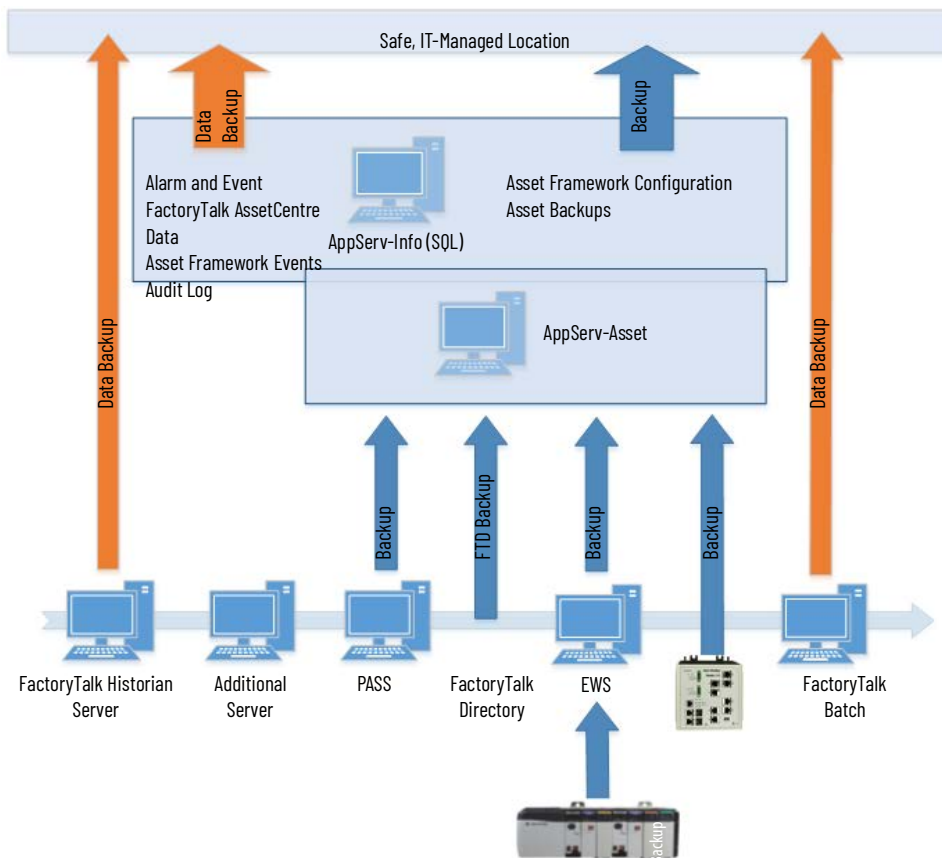 Safe, IT-Managed Location
Data
Backup
Backup
Alarm and Event
FactoryTalk AssetCentre
Data
Asset Framework Events
Audit Log
AppServ-Info (SQL)
Asset Framework Configuration
Asset Backups
AppServ-Asset
Data Backup
Backup
FTD Backup
Backup
Backup
Data Backup
FactoryTalk Historian
Server
Additional
Server
PASS
FactoryTalk
Directory
EWS
FactoryTalk
Batch
Backup